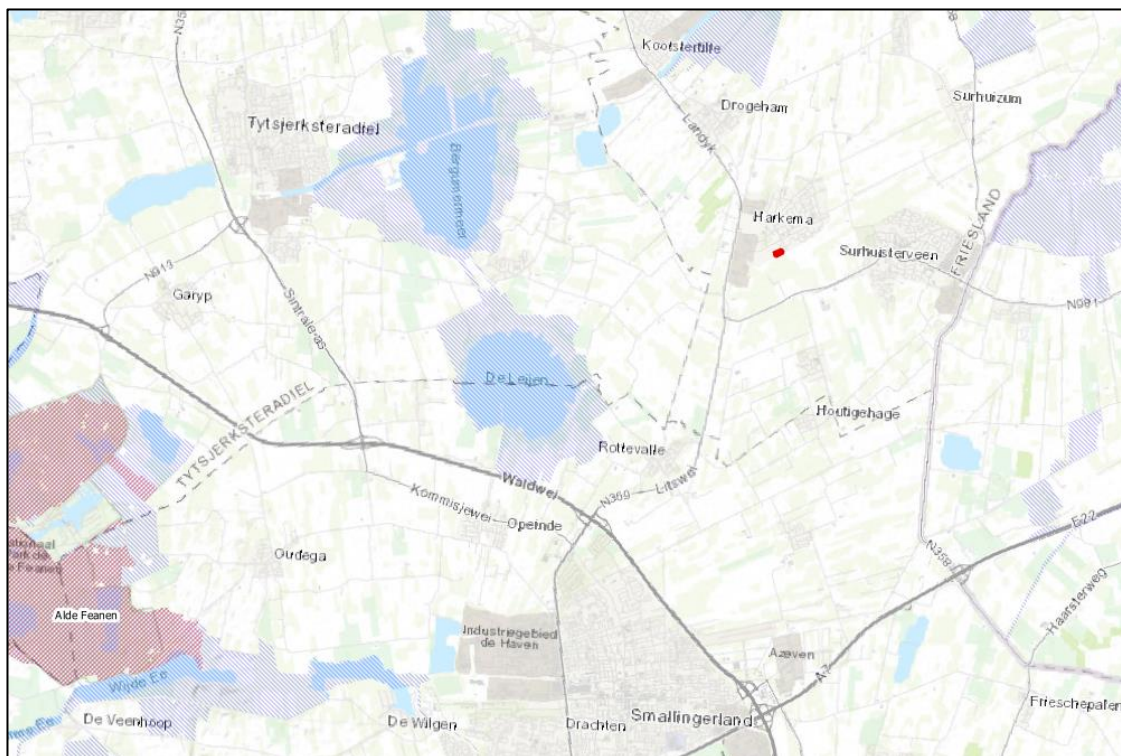 Kootstertille
Surhuizum
Drogeham
Tytsjerksteradiel
Landyk
Bergumermeer
Harkema
FRIESLAND
Surhuisterveen
N913
Garyp
Sintrale-as
N981
De Leijen
TYTSJERKSTERADIEL
Houtigehage
Rottevalle
Waldwei
Litswei
N369
Kommisjewei
Opeinde
E22
Oudega
N358
Alde Feanen
Haarsterweg
Industriegebied
de Haven
Azeven
A7
Wijde Ee
Frieschepalen
De Veenhoop
De Wilgen
Drachten
Smallingerland